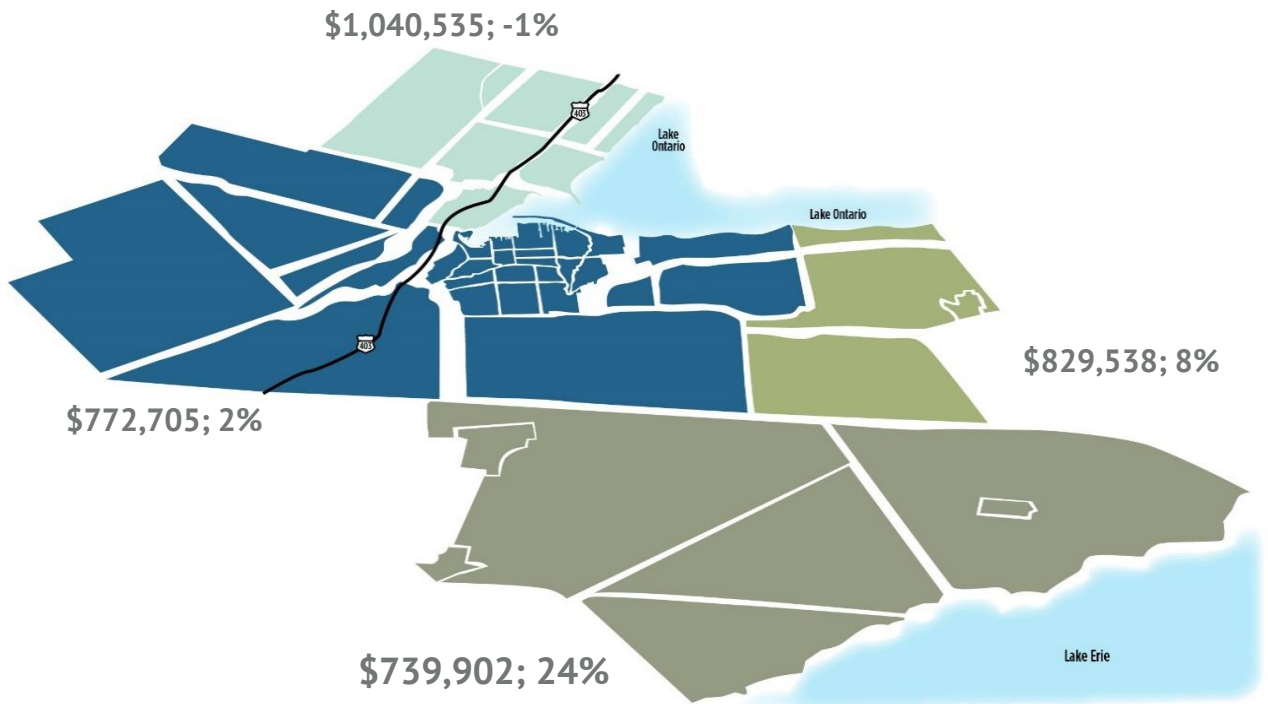 $1,040,535; -1%
403
Lake
Ontario
Lake Ontario
403
$829,538; 8%
$772,705; 2%
$739,902; 24%
Lake Erie